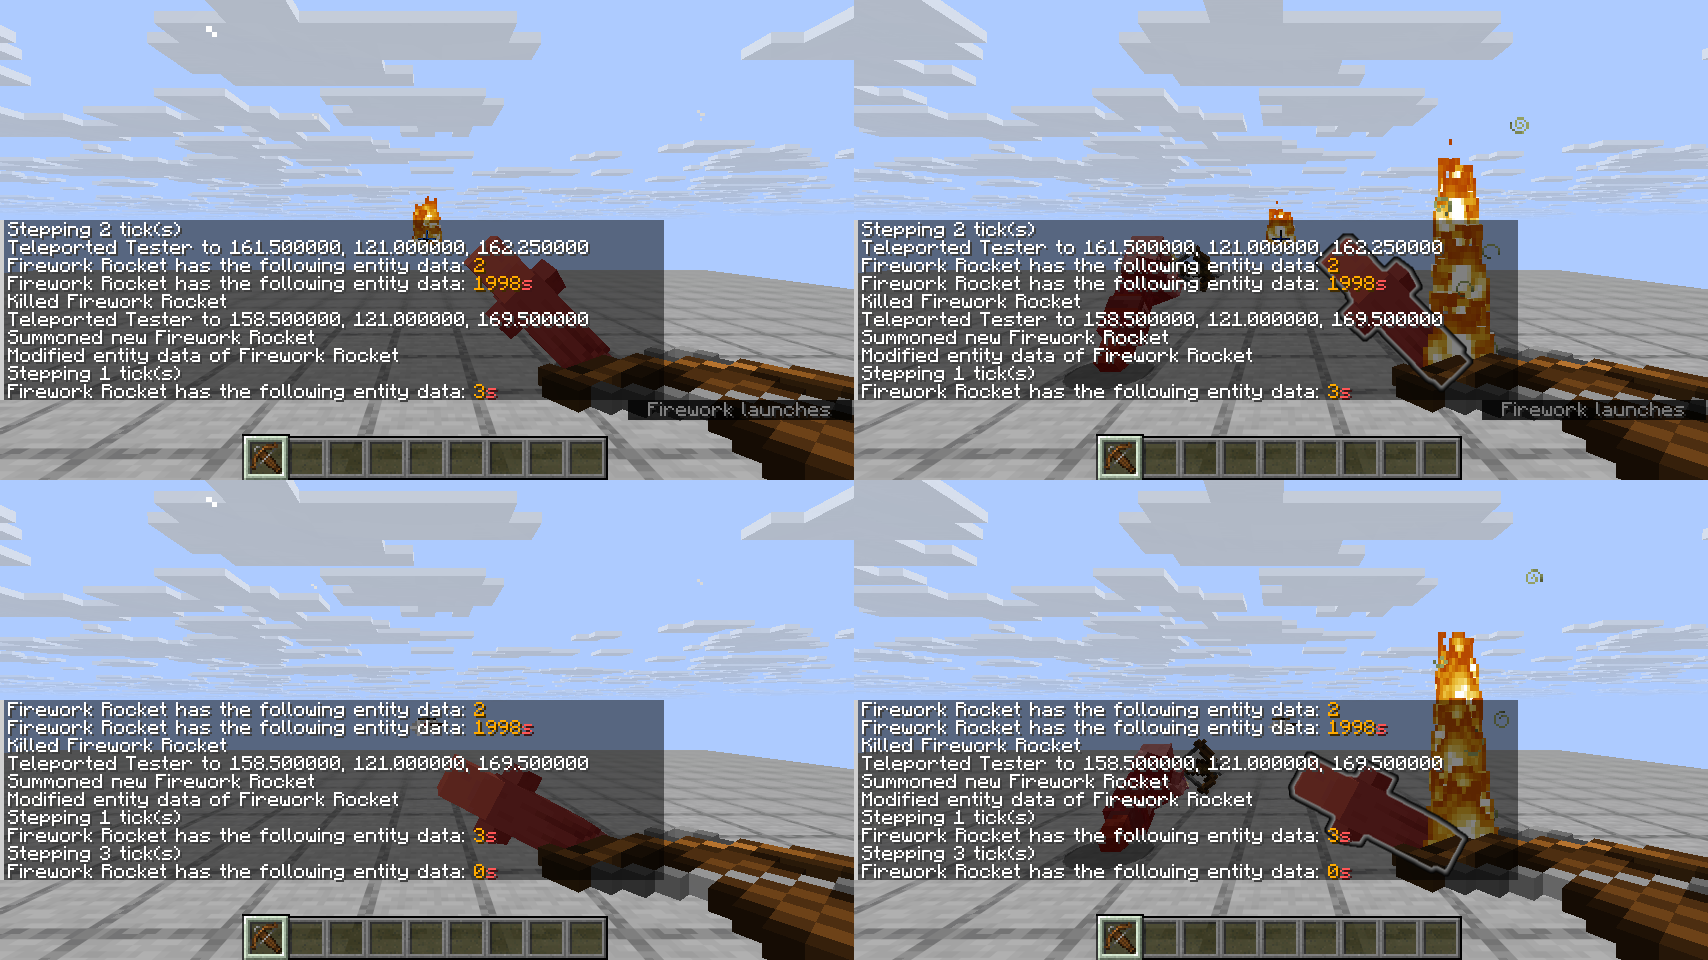 Stepping 2 tick(s)
Teleported Tester to 161.500000, 121.000000, 162.250000
Firework Rocket has the following entity data: 2
Firework Rocket has the following entity data: 1998s
Killed Firework Rocket
Teleported Tester to 158.500000, 121.000000, 169.500000
Summoned new Firework Rocket
Modified entity data of Firework Rocket
Stepping 1 tick(s)
Firework Rocket has the following entity data: 3s
Firework launches
Stepping 2 tick(s)
Teleported Tester to 161.500000, 121.000000, 162.250000
Firework Rocket has the following entity data: 2
Firework Rocket has the following entity data: 1998s
Killed Firework Rocket
Teleported Tester to 158.500000, 121.000000, 169.500000
Summoned new Firework Rocket
Modified entity data of Firework Rocket
Stepping 1 tick(s)
Firework Rocket has the following entity data: 3s
Firework launches
Firework Rocket has the following entity data: 2
Firework Rocket has the following entity data: 1998s
Killed Firework Rocket
Teleported Tester to 158.500000, 121.000000, 169.500000
Summoned new Firework Rocket
Modified entity data of Firework Rocket
Stepping 1 tick(s)
Firework Rocket has the following entity data: 3s
Stepping 3 tick(s)
Firework Rocket has the following entity data: 0s
Firework Rocket has the following entity data: 2
Firework Rocket has the following entity data: 1998s
Killed Firework Rocket
Teleported Tester to 158.500000, 121.000000, 169.500000
Summoned new Firework Rocket
Modified entity data of Firework Rocket
Stepping 1 tick(s)
Firework Rocket has the following entity data: 3s
Stepping 3 tick(s)
Firework Rocket has the following entity data: 0s